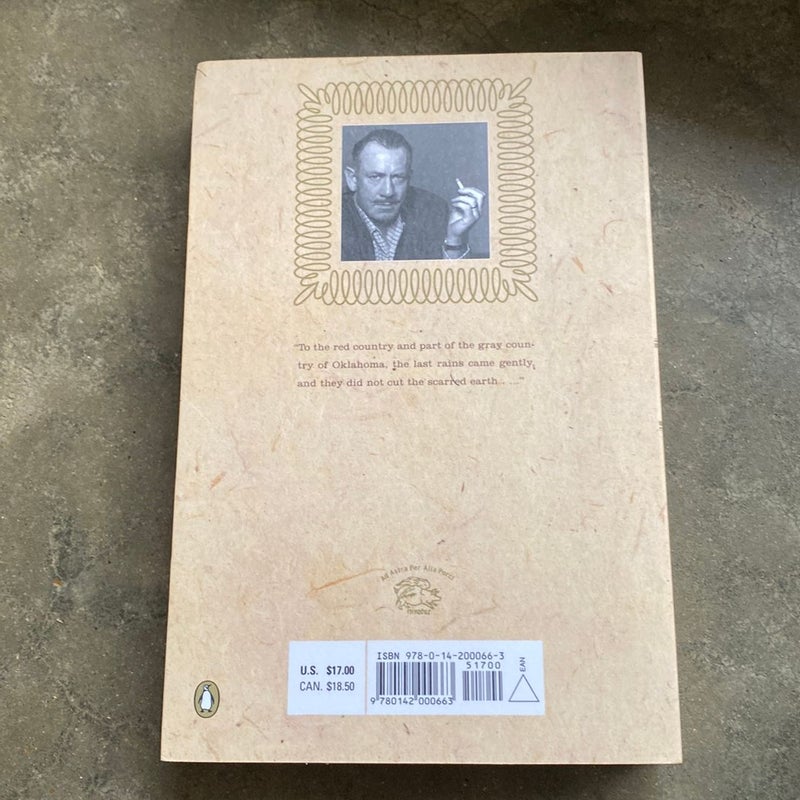 "To the red country and part of the gray coun-
try of Oklahoma, the last rains came gently,
and they did not cut the scarred earth.. ..."
Ad Astra Per Alia Porci
U.S. $17.00
CAN. $18.50
ISBN 978-0-14-200066-3
51700
EAN
9 780142 000663